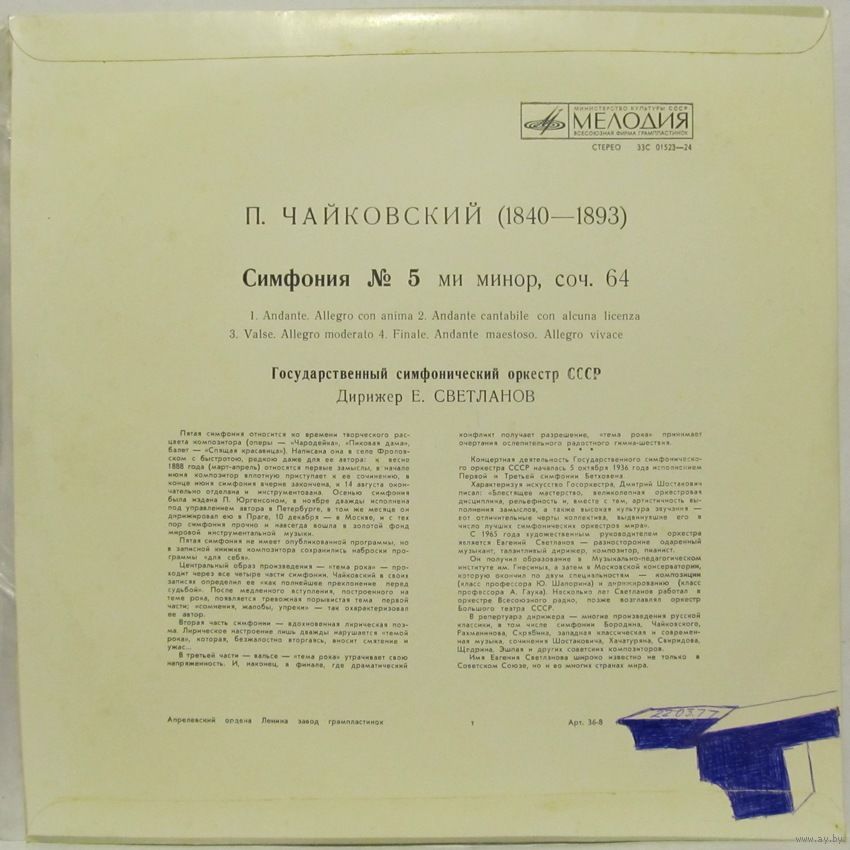 МИНИСТЕРСТВО КУЛЬТУРЫ СССР
МЕЛОДИЯ
ВСЕСОЮЗНАЯ ФИРМА ГРАМПЛАСТИНОК
СТЕРЕО 33С 01523—24
П. ЧАЙКОВСКИЙ (1840—1893)
Симфония № 5 ми минор, соч. 64
1. Andante. Allegro con anima 2. Andante cantabile con alcuna licenza
3. Valse. Allegro moderato 4. Finale. Andante maestoso. Allegro vivace
Государственный симфонический оркестр СССР
Дирижер Е. СВЕТЛАНОВ
Пятая симфония относится ко времени творческого рас-
цвета композитора (оперы — «Чародейка», «Пиковая дама»,
балет — «Спящая красавица»). Написана она в селе Фролов-
ском с быстротою, редкою даже для ее автора: к весне
1888 года (март-апрель) относятся первые замыслы, в начале
июня композитор вплотную приступает к ее сочинению, в
конце июня симфония вчерне закончена, к 14 августа окон-
чательно отделана и инструментована. Осенью симфония
была издана П. Юргенсоном, в ноябре дважды исполнена
под управлением автора в Петербурге, в том же месяце он
дирижировал ею в Праге, 10 декабря — в Москве, и с тех
пор симфония прочно и навсегда вошла в золотой фонд
мировой инструментальной музыки.
Пятая симфония не имеет опубликованной программы, но
в записной книжке композитора сохранились наброски про-
граммы «для себя».
Центральный образ произведения — «тема рока» — про-
ходит через все четыре части симфонии. Чайковский в своих
записях определил ее «как полнейшее преклонение перед
судьбой». После медленного вступления, построенного на
теме рока, появляется тревожная порывистая тема первой
части: «сомнения, жалобы, упреки» — так охарактеризовал
ее автор.
Вторая часть симфонии — вдохновенная лирическая поэ-
ма. Лирическое настроение лишь дважды нарушается «темой
рока», которая, безжалостно вторгаясь, вносит смятение и
ужас...
В третьей части — вальсе — «тема рока» утрачивает свою
напряженность. И, наконец, в финале, где драматический
конфликт получает разрешение, «тема рока» принимает
очертания ослепительного радостного гимна-шествия.
* * *
Концертная деятельность Государственного симфоническо-
го оркестра СССР началась 5 октября 1936 года исполнением
Первой и Третьей симфоний Бетховена.
Характеризуя искусство Госоркестра, Дмитрий Шостакович
писал: «Блестящее мастерство, великолепная оркестровая
дисциплина, рельефность и, вместе с тем, артистичность вы-
полнения замыслов, а также высокая культура звучания —
вот отличительные черты коллектива, выдвинувшие его в
число лучших симфонических оркестров мира».
С 1965 года художественным руководителем оркестра
является Евгений Светланов — разносторонне одаренный
музыкант, талантливый дирижер, композитор, пианист.
Он получил образование в Музыкально-педагогическом
институте им. Гнесиных, а затем в Московской консерватории,
которую окончил по двум специальностям — композиции
(класс профессора Ю. Шапорина) и дирижированию (класс
профессора А. Гаука). Несколько лет Светланов работал в
оркестре Всесоюзного радио, позже возглавлял оркестр
Большого театра СССР.
В репертуаре дирижера — многие произведения русской
классики, в том числе симфонии Бородина, Чайковского,
Рахманинова, Скрябина, западная классическая и современ-
ная музыка, сочинения Шостаковича, Хачатуряна, Свиридова,
Щедрина, Эшпая и других советских композиторов.
Имя Евгения Светланова широко известно не только в
Советском Союзе, но и во многих странах мира.
Апрелевский ордена Ленина завод грампластинок
т
Арт. 36-8
22.03.77
www.ay.by